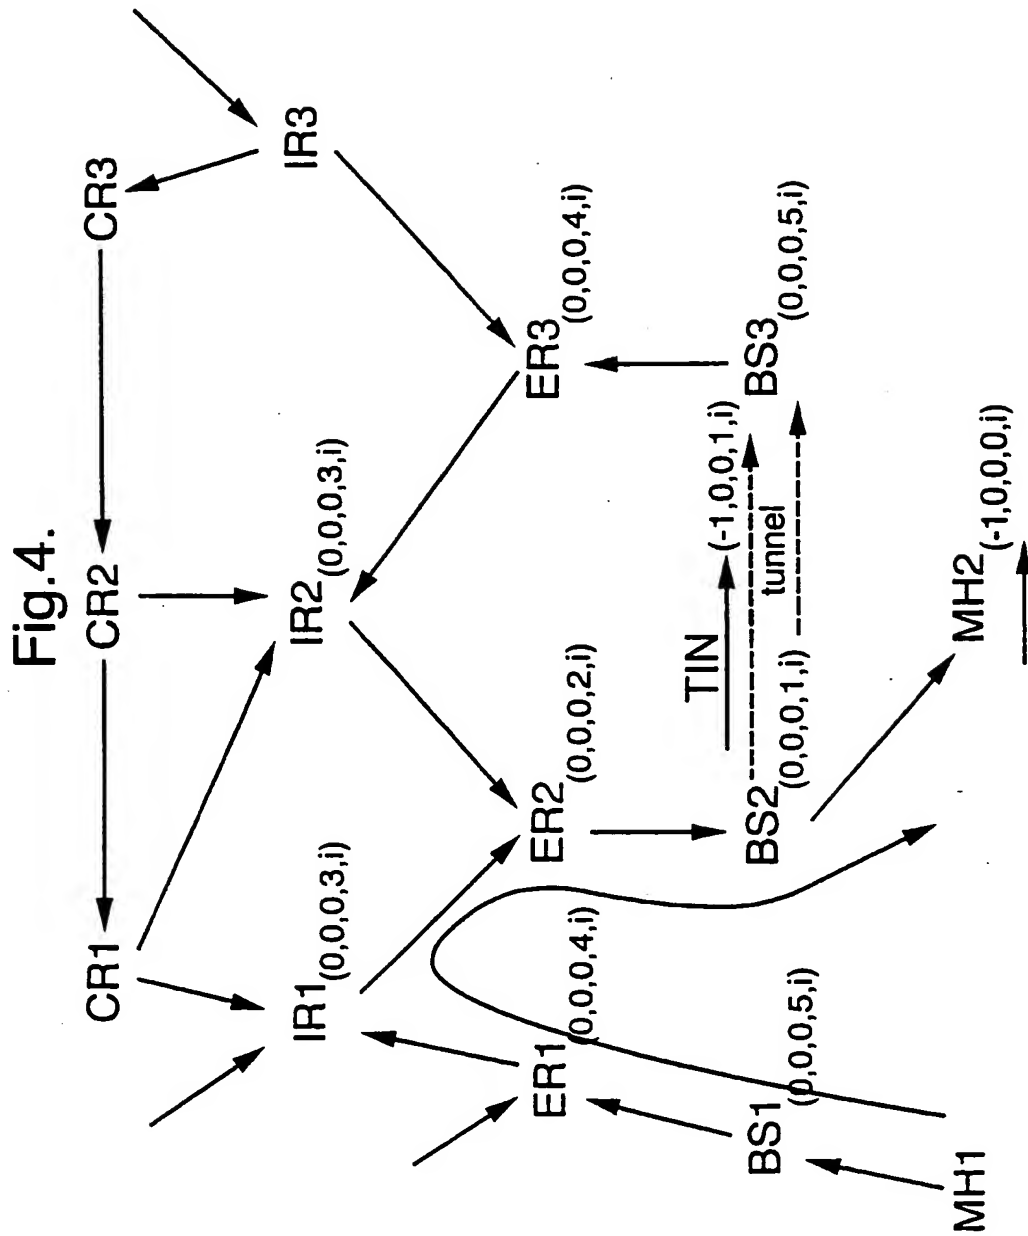 Fig.4.
CR1
CR2
CR3
IR1(0,0,0,3,i)
IR2(0,0,0,3,i)
IR3
ER1(0,0,0,4,i)
ER2(0,0,0,2,i)
ER3(0,0,0,4,i)
TIN
(-1,0,0,1,i)
BS1(0,0,0,5,i)
BS2(0,0,0,1,i)
tunnel
BS3(0,0,0,5,i)
MH1
MH2(-1,0,0,0,i)